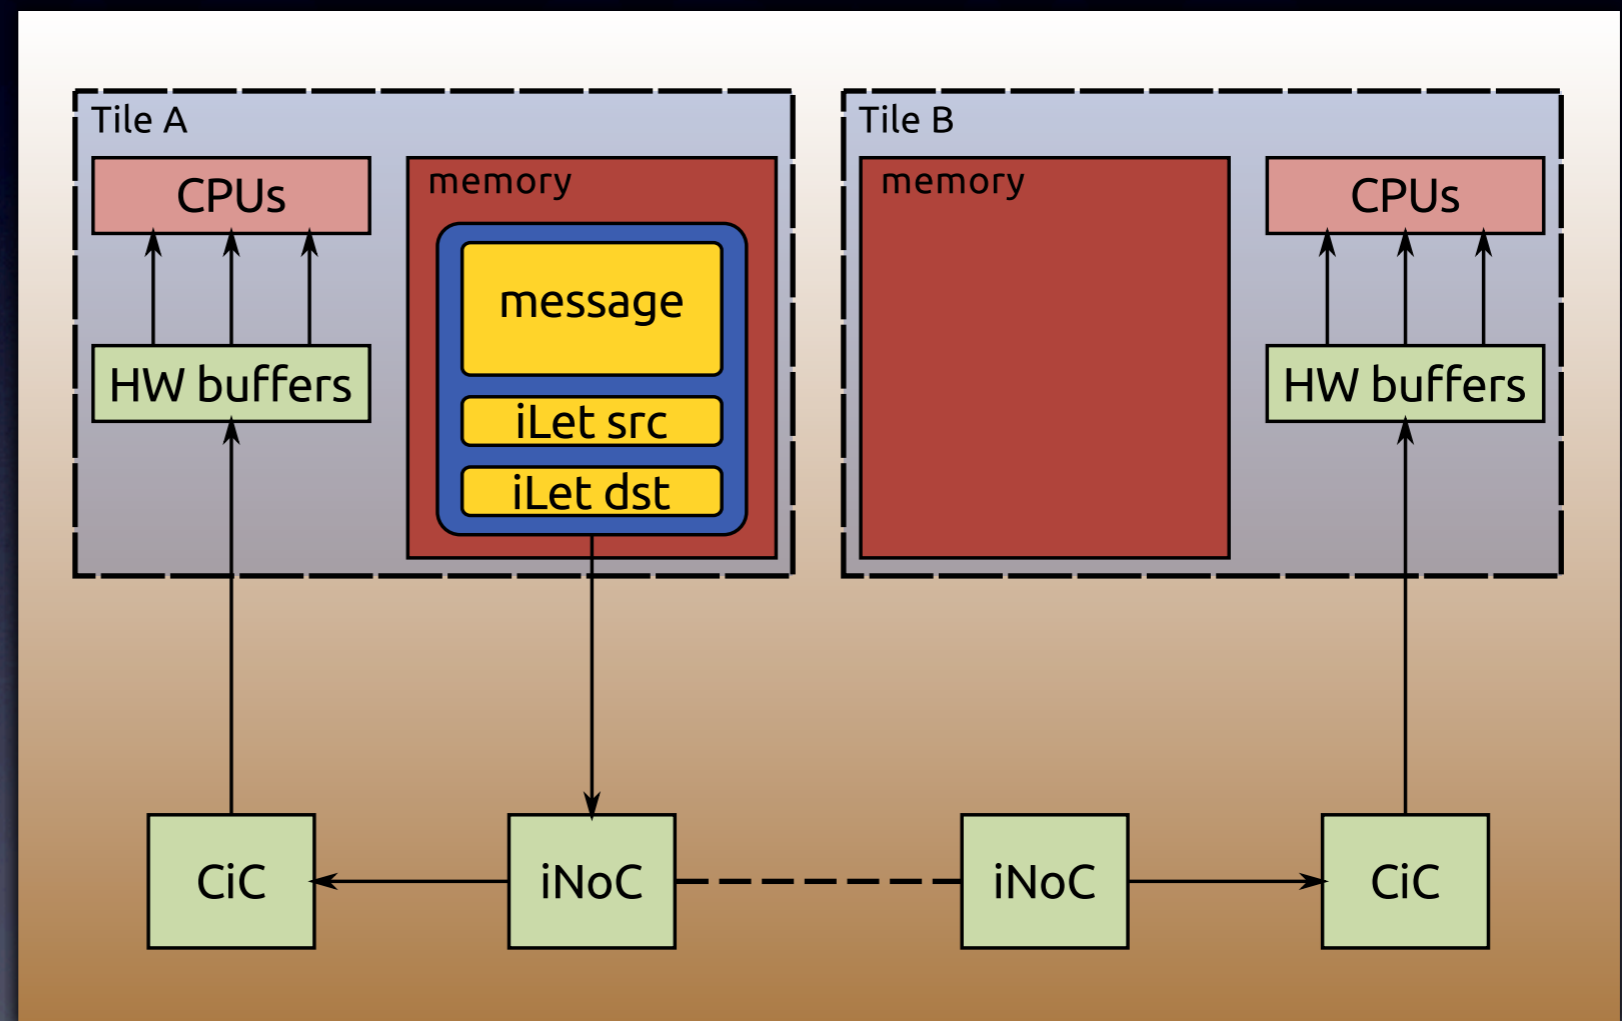 Tile A
CPUs
memory
message
HW buffers
iLet src
iLet dst
Tile B
memory
CPUs
HW buffers
CiC
iNoC
iNoC
CiC